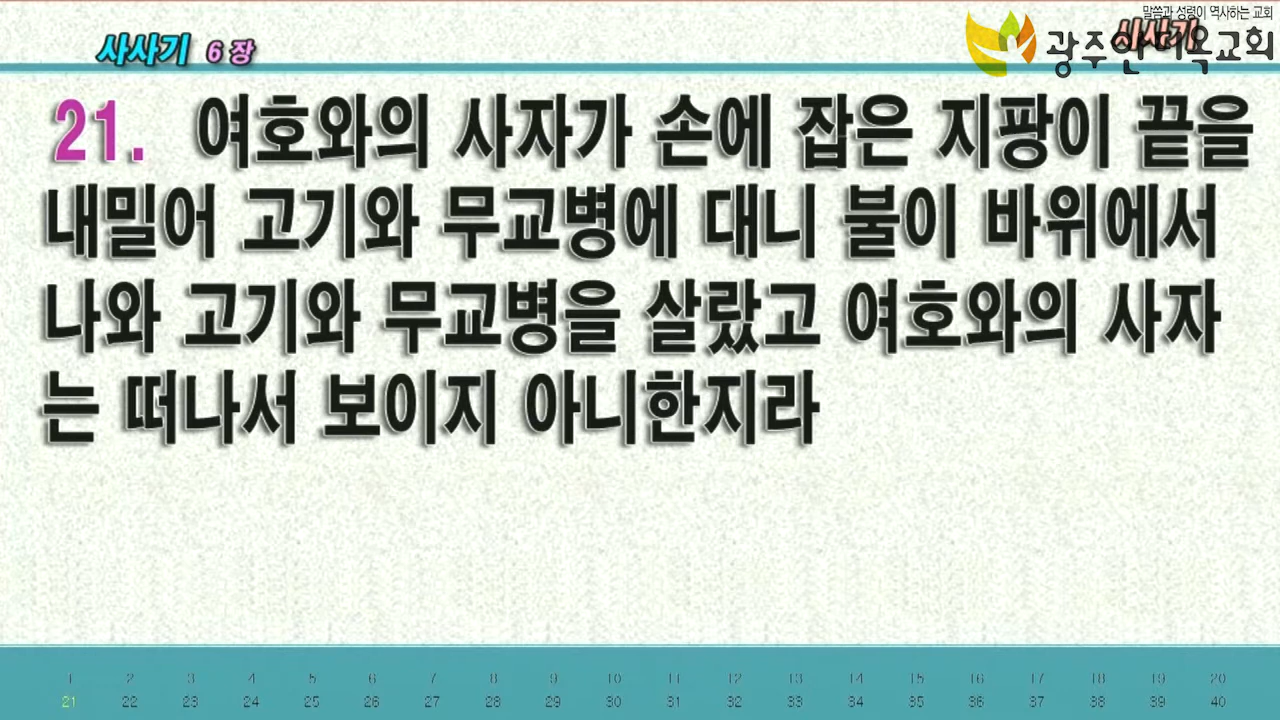 말씀과 성령이 역사하는 교회
사사기 6 장
21. 여호와의 사자가 손에 잡은 지팡이 끝을
내밀어 고기와 무교병에 대니 불이 바위에서
나와 고기와 무교병을 살랐고 여호와의 사자
는 떠나서 보이지 아니한지라
1 2 3 4 5 6 7 8 9 10 11 12 13 14 15 16 17 18 19 20
21 22 23 24 25 26 27 28 29 30 31 32 33 34 35 36 37 38 39 40